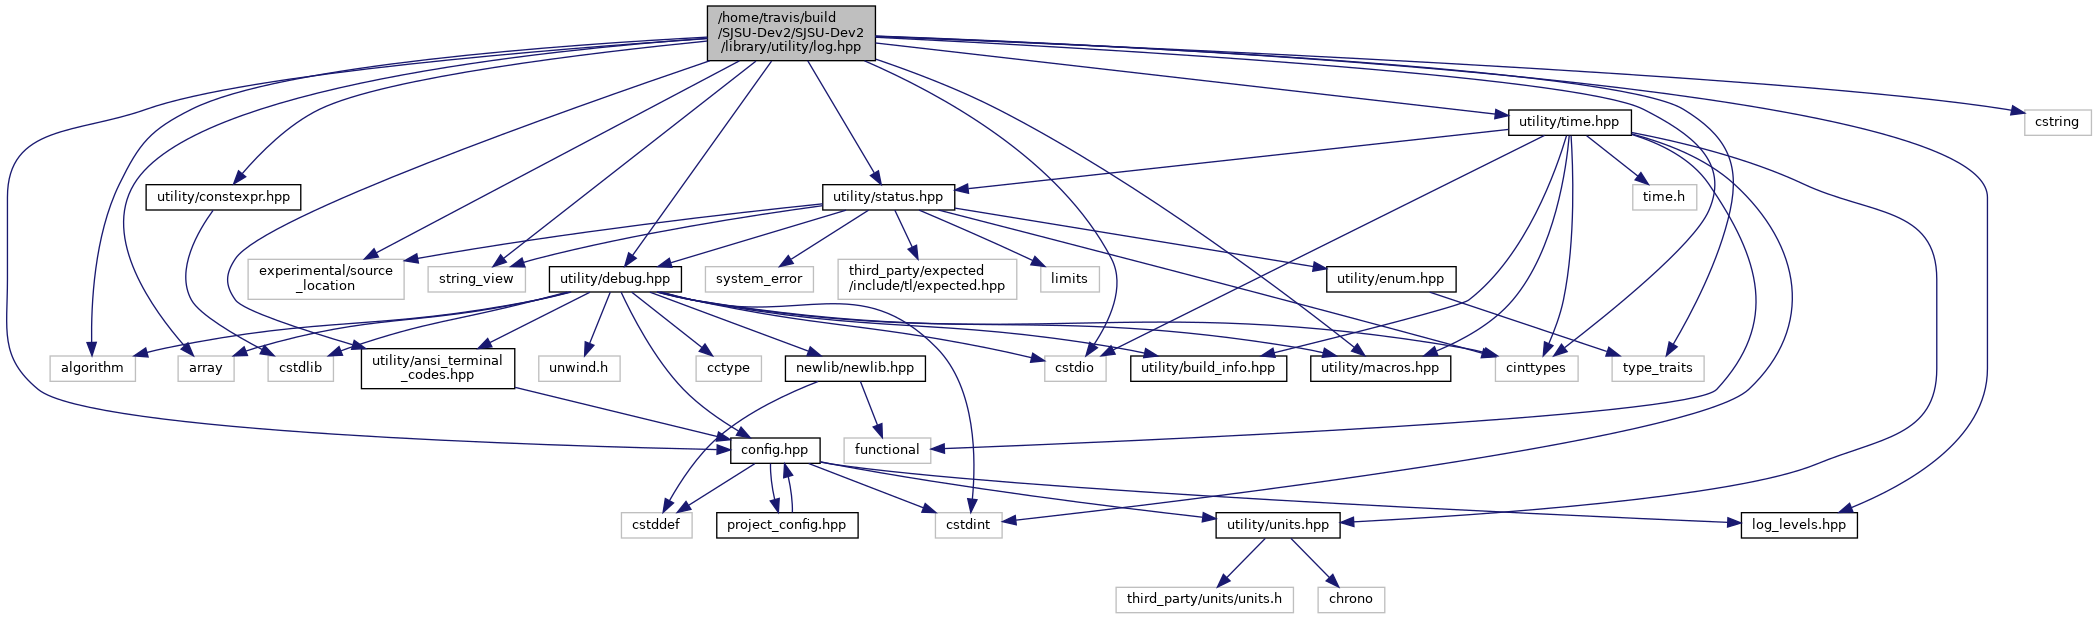 /home/travis/build
/SJSU-Dev2/SJSU-Dev2
/library/utility/log.hpp
utility/time.hpp
cstring
utility/constexpr.hpp
utility/status.hpp
time.h
experimental/source
_location
string_view
utility/debug.hpp
system_error
third_party/expected
/include/tl/expected.hpp
limits
utility/enum.hpp
algorithm
array
cstdlib
utility/ansi_terminal
_codes.hpp
unwind.h
cctype
newlib/newlib.hpp
cstdio
utility/build_info.hpp
utility/macros.hpp
cinttypes
type_traits
config.hpp
functional
cstddef
project_config.hpp
cstdint
utility/units.hpp
log_levels.hpp
third_party/units/units.h
chrono